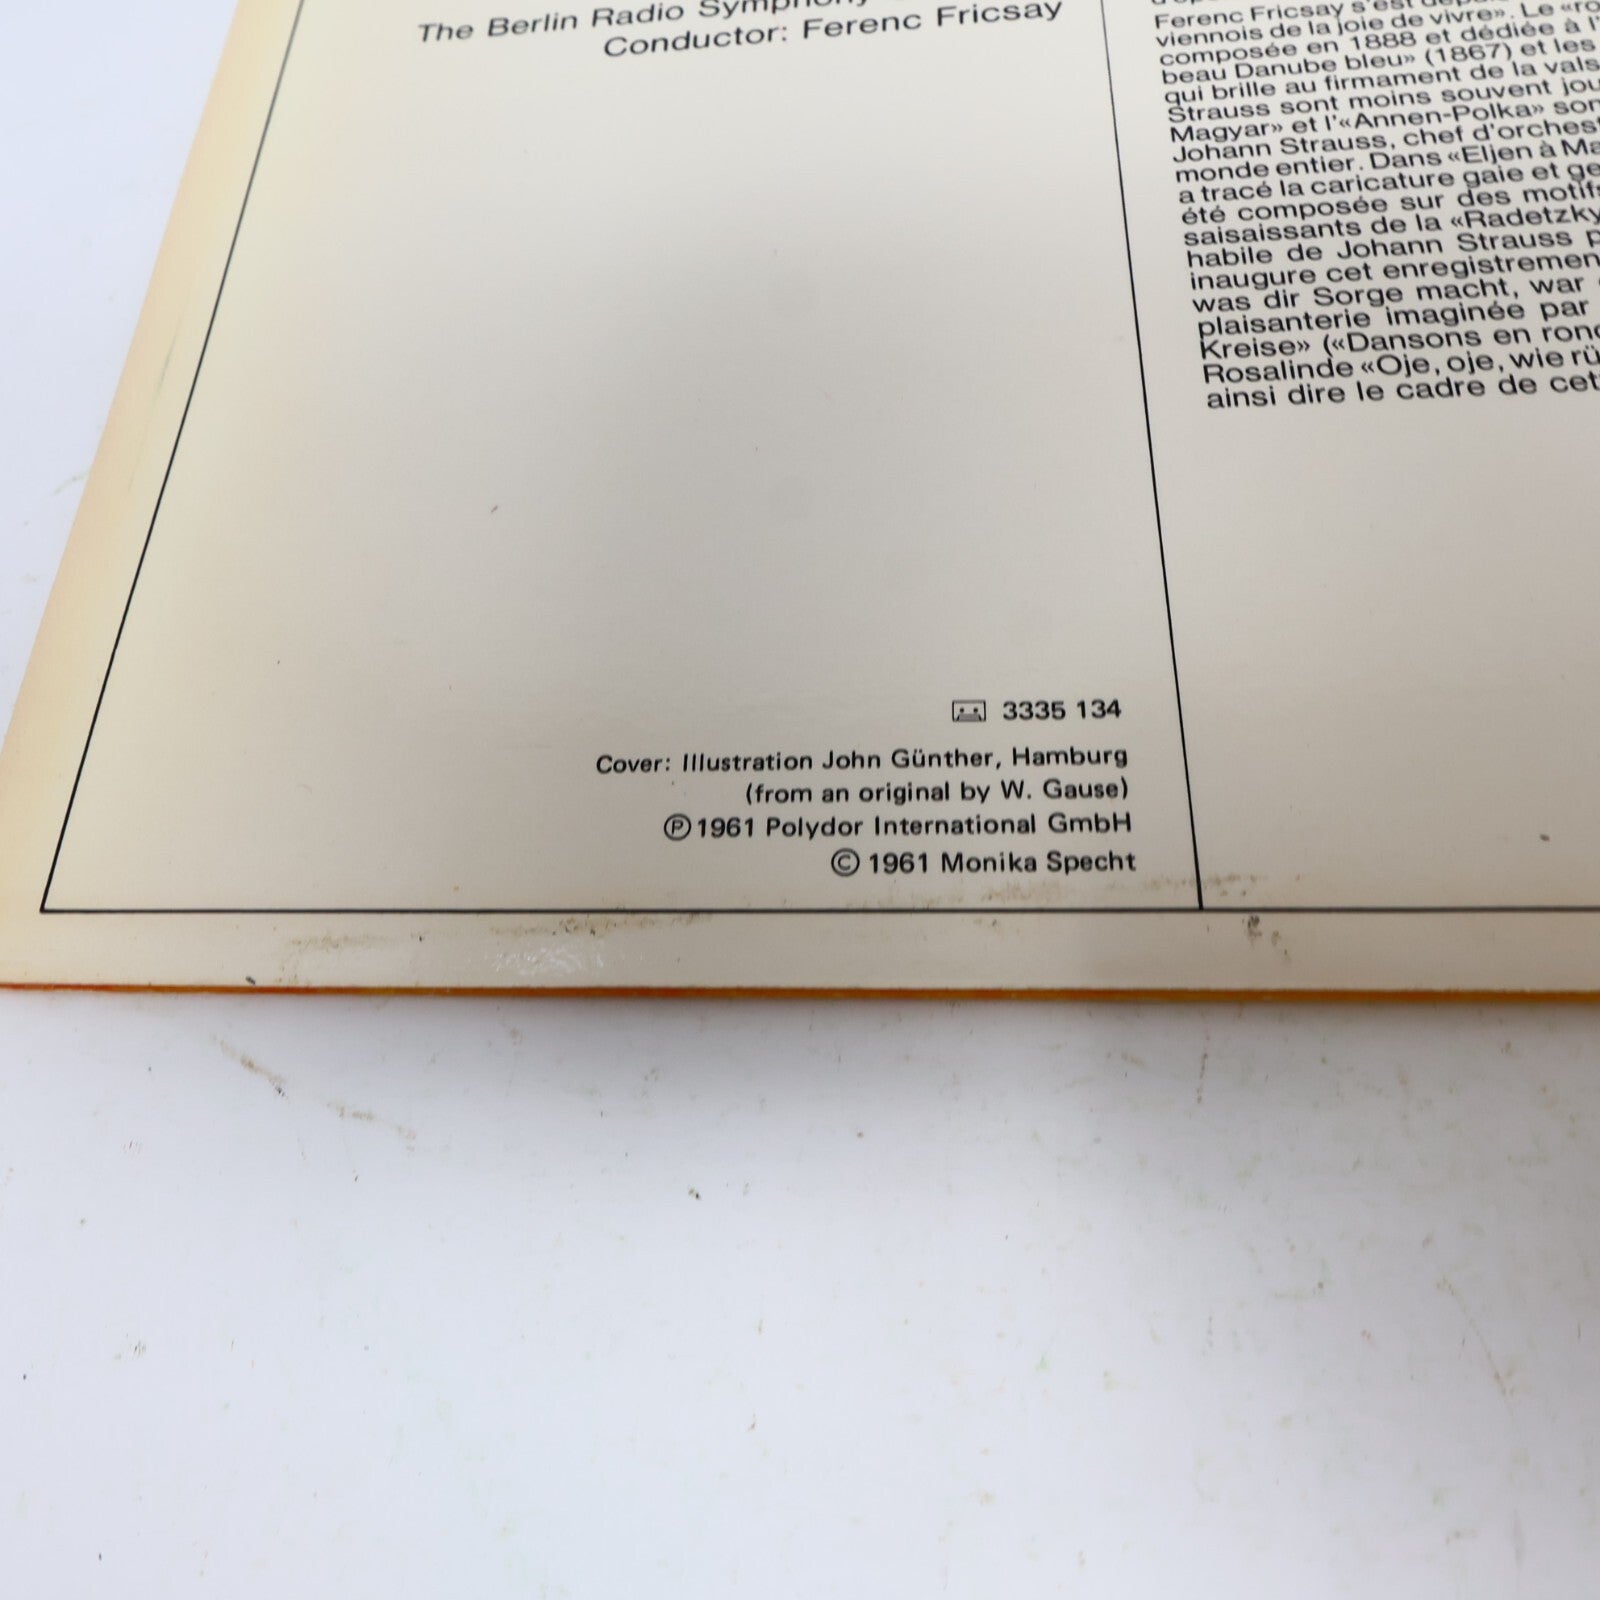 The Berlin Radio Symphony
Conductor: Ferenc Fricsay
3335 134
Cover: Illustration John Günther, Hamburg
(from an original by W. Gause)
℗ 1961 Polydor International GmbH
© 1961 Monika Specht
Ferenc Fricsay s'est
viennois de la joie de vivre». Le
composée en 1888 et dédiée à
beau Danube bleu» (1867) et les
qui brille au firmament de la
Strauss sont moins souvent
Magyar» et l'«Annen-Polka»
Johann Strauss, chef
monde entier. Dans «Eljen à
a tracé la caricature gaie et
été composée sur des
saisaissants de la
habile de Johann Strauss
inaugure cet
was dir Sorge macht, war
plaisanterie imaginée par
Kreise» («Dansons en
Rosalinde «Oje, oje, wie
ainsi dire le cadre de